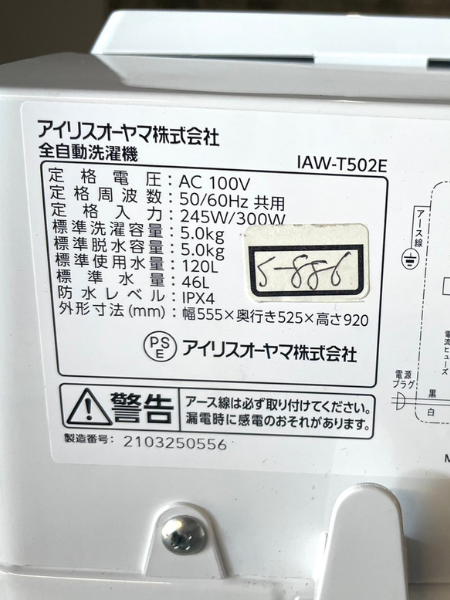 アイリスオーヤマ株式会社
全自動洗濯機 IAW-T502E
定格電圧: AC 100V
定格周波数: 50/60Hz 共用
定格入力: 245W/300W
標準洗濯容量: 5.0kg
標準脱水容量: 5.0kg
標準使用水量: 120L
標準水量: 46L
防水レベル: IPX4
外形寸法(mm): 幅555×奥行き525×高さ920
5-886
PS
E
アイリスオーヤマ株式会社
警告
アース線は必ず取り付けてください。
漏電時に感電のおそれがあります。
製造番号: 2103250556
アース線
電流ヒューズ
電源
プラグ
黒
白